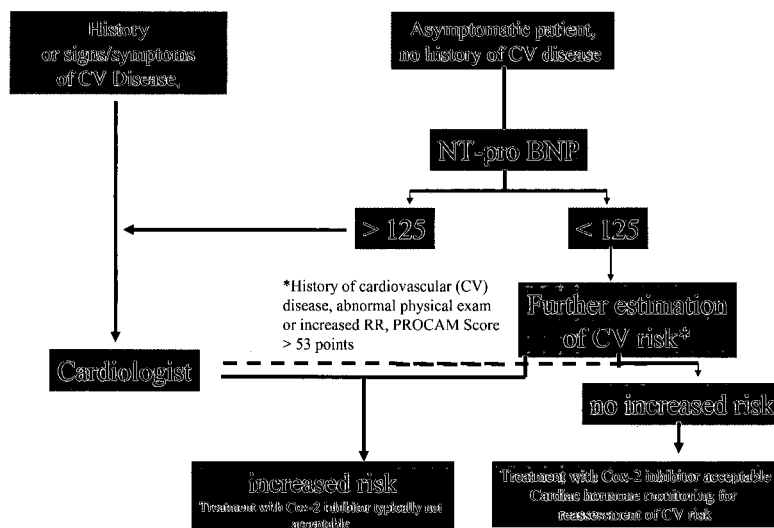 History
or signs/symptoms
of CV Disease,
Asymptomatic patient,
no history of CV disease
NT-pro BNP
> 125
< 125
*History of cardiovascular (CV)
disease, abnormal physical exam
or increased RR, PROCAM Score
> 53 points
Further estimation
of CV risk*
Cardiologist
no increased risk
increased risk
Treatment with Cox-2 inhibitor typically not
acceptable
Treatment with Cox-2 inhibitor acceptable
Cardiac hormone monitoring for
reassessment of CV risk